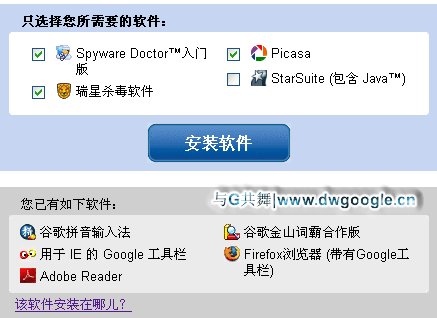 只选择您所需要的软件:
Spyware Doctor™入门
版
瑞星杀毒软件
Picasa
StarSuite (包含 Java™)
安装软件
与G共舞|www.dwgoogle.cn
您已有如下软件:
谷歌拼音输入法
用于 IE 的 Google 工具栏
Adobe Reader
谷歌金山词霸合作版
Firefox浏览器 (带有Google工
具栏)
该软件安装在哪儿?